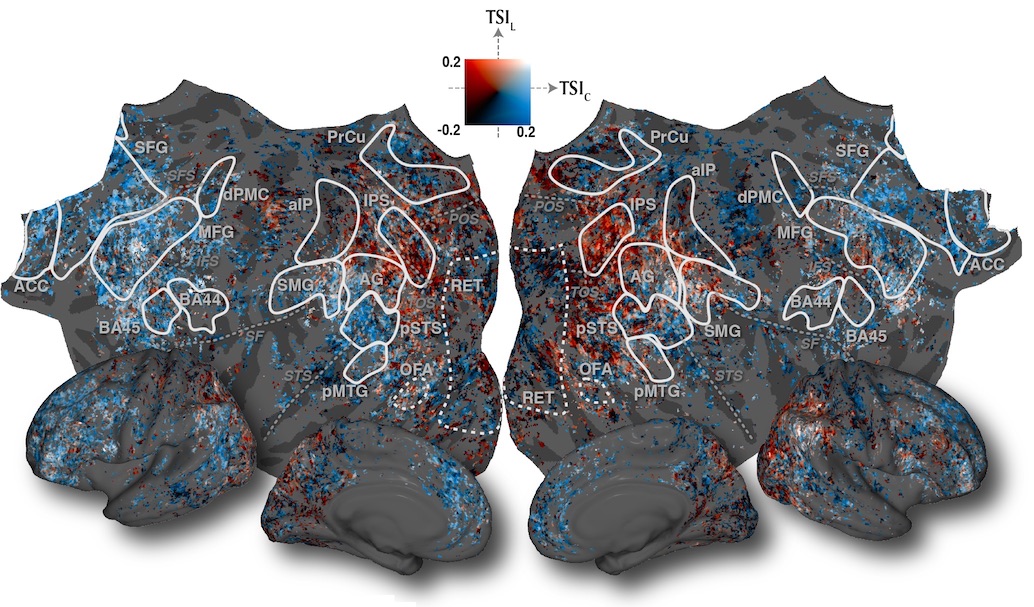 TSI_L
0.2
TSI_C
-0.2
0.2
SFG
SFS
dPMC
PrCu
aIP
IPS
POS
MFG
IFS
ACC
SMG
AG
RET
BA44
TOS
BA45
SF
pSTS
STS
OFA
pMTG
PrCu
aIP
SFG
SFS
dPMC
POS
IPS
MFG
IFS
ACC
AG
TOS
BA44
pSTS
SMG
SF
BA45
OFA
STS
RET
pMTG